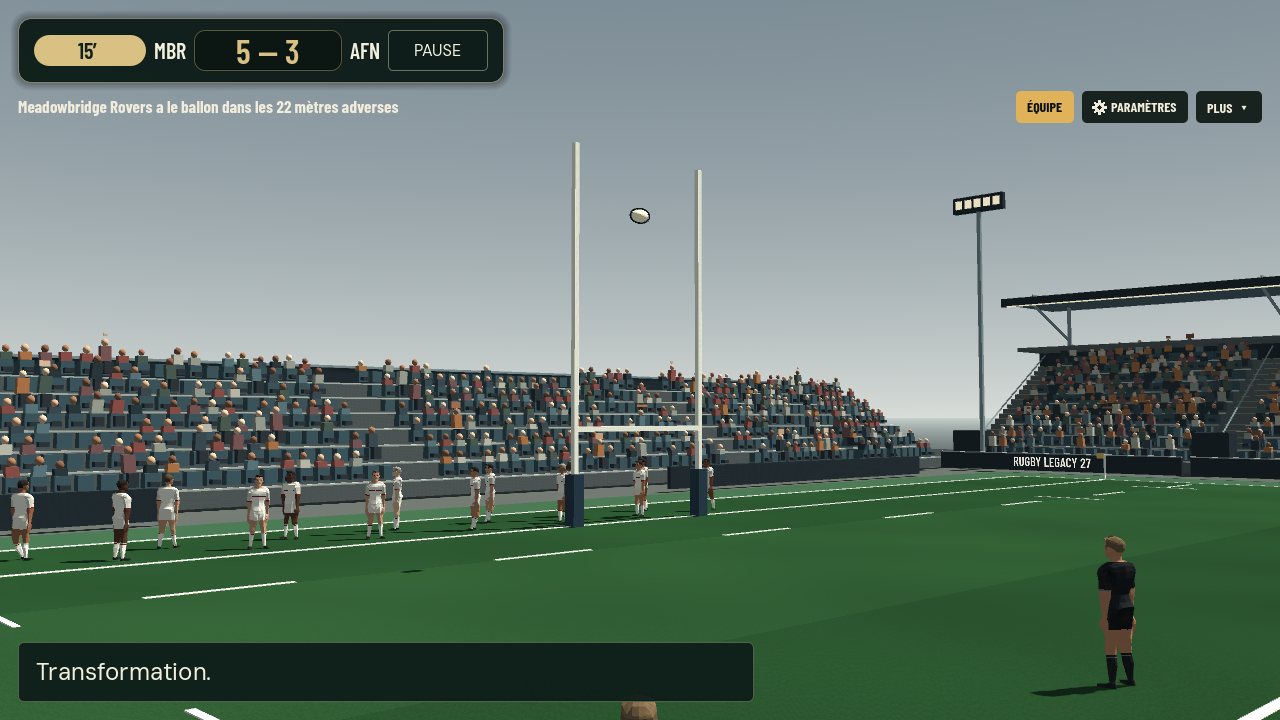 15′ MBR 5 – 3 AFN PAUSE
Meadowbridge Rovers a le ballon dans les 22 mètres adverses
ÉQUIPE PARAMÈTRES PLUS ▼
RUGBY LEGACY 27
Transformation.